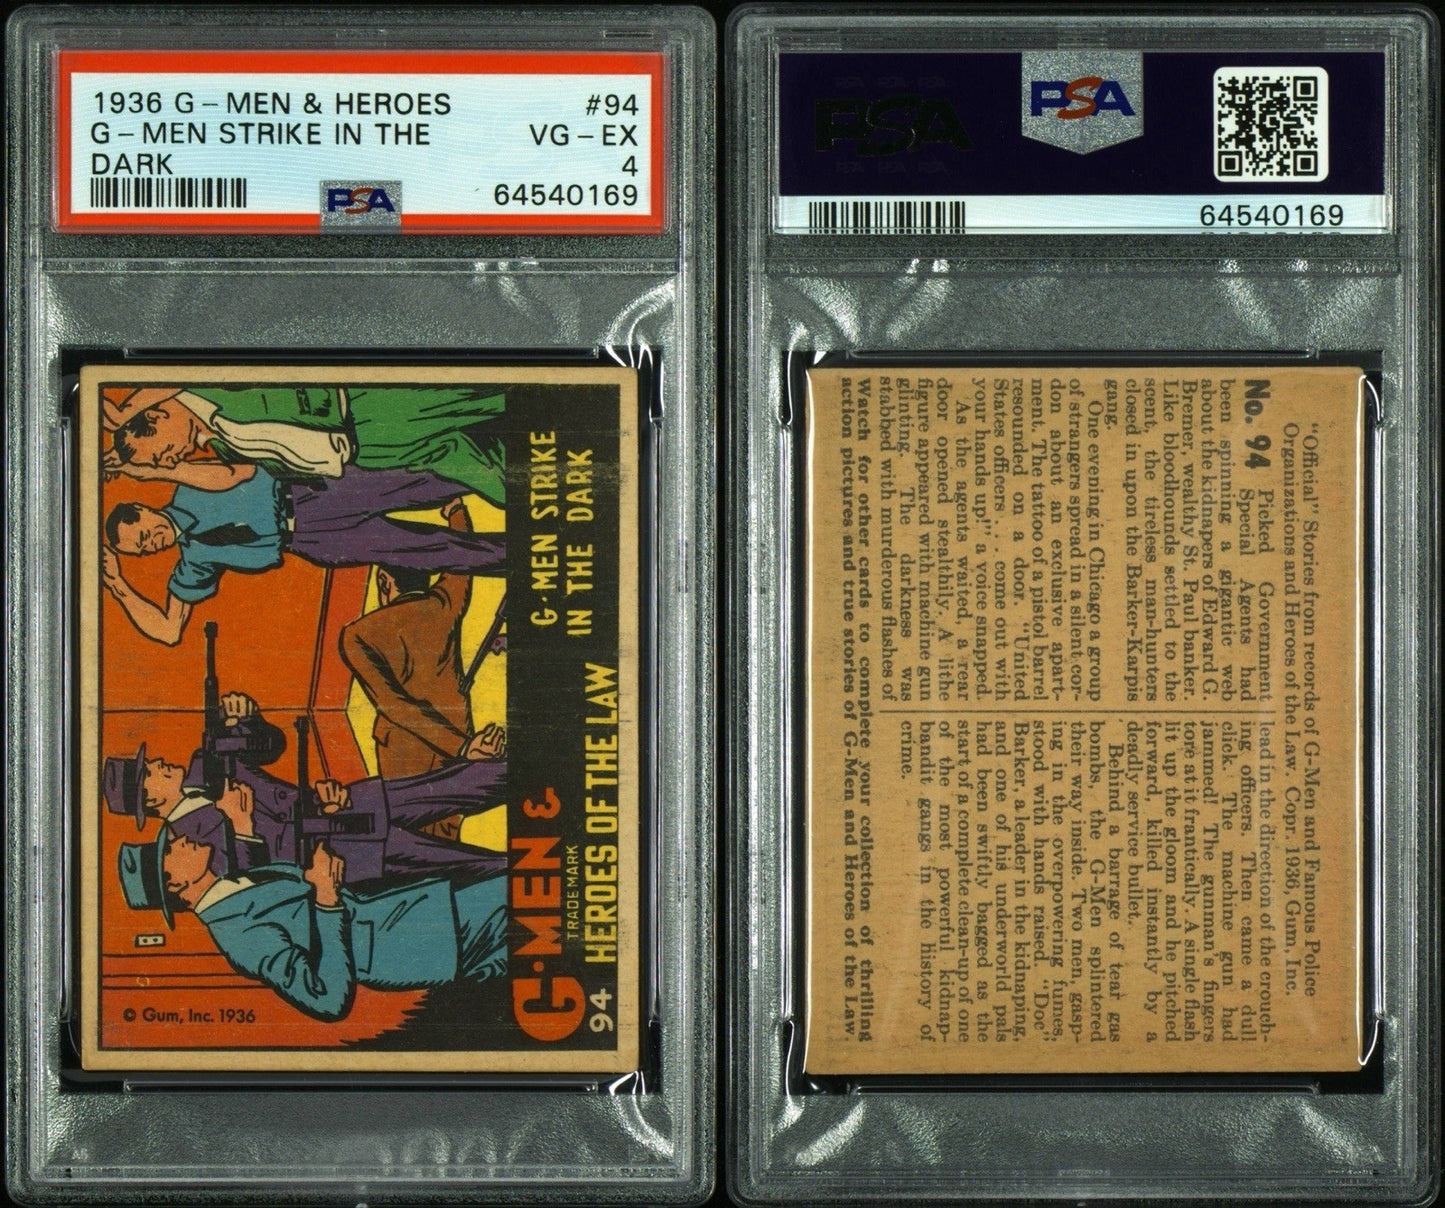 1936 G-MEN & HEROES #94
G-MEN STRIKE IN THE VG-EX
DARK 4
PSA 64540169
G·MEN STRIKE
IN THE DARK
G·MEN &
TRADEMARK
94 HEROES OF THE LAW
© Gum, Inc. 1936
PSA
PSA
64540169
"Official" Stories from records of G-Men and Famous Police
Organizations and Heroes of the Law. Copr. 1936, Gum, Inc.
No. 94 Picked Government
Special Agents had
been spinning a gigantic web
about the kidnapers of Edward G.
Bremer, wealthy St. Paul banker.
Like bloodhounds settled to the
scent, the tireless man-hunters
closed in upon the Barker-Karpis
gang.
One evening in Chicago a group
of strangers spread in a silent cor-
don about an exclusive apart-
ment. The tattoo of a pistol barrel
resounded on a door. "United
States officers . . . come out with
your hands up!" a voice snapped.
As the agents waited, a rear
door opened stealthily. A lithe
figure appeared with machine gun
glinting. The darkness was
stabbed with murderous flashes of
lead in the direction of the crouch-
ing officers. Then came a dull
click. The machine gun had
jammed! The gunman's fingers
tore at it frantically. A single flash
lit up the gloom and he pitched
forward, killed instantly by a
deadly service bullet.
Behind a barrage of tear gas
bombs, the G-Men splintered
their way inside. Two men, gasp-
ing in the overpowering fumes,
stood with hands raised. "Doc"
Barker, a leader in the kidnaping,
and one of his underworld pals
had been swiftly bagged as the
start of a complete clean-up of one
of the most powerful kidnap-
bandit gangs in the history of
crime.
Watch for other cards to complete your collection of thrilling
action pictures and true stories of G-Men and Heroes of the Law.